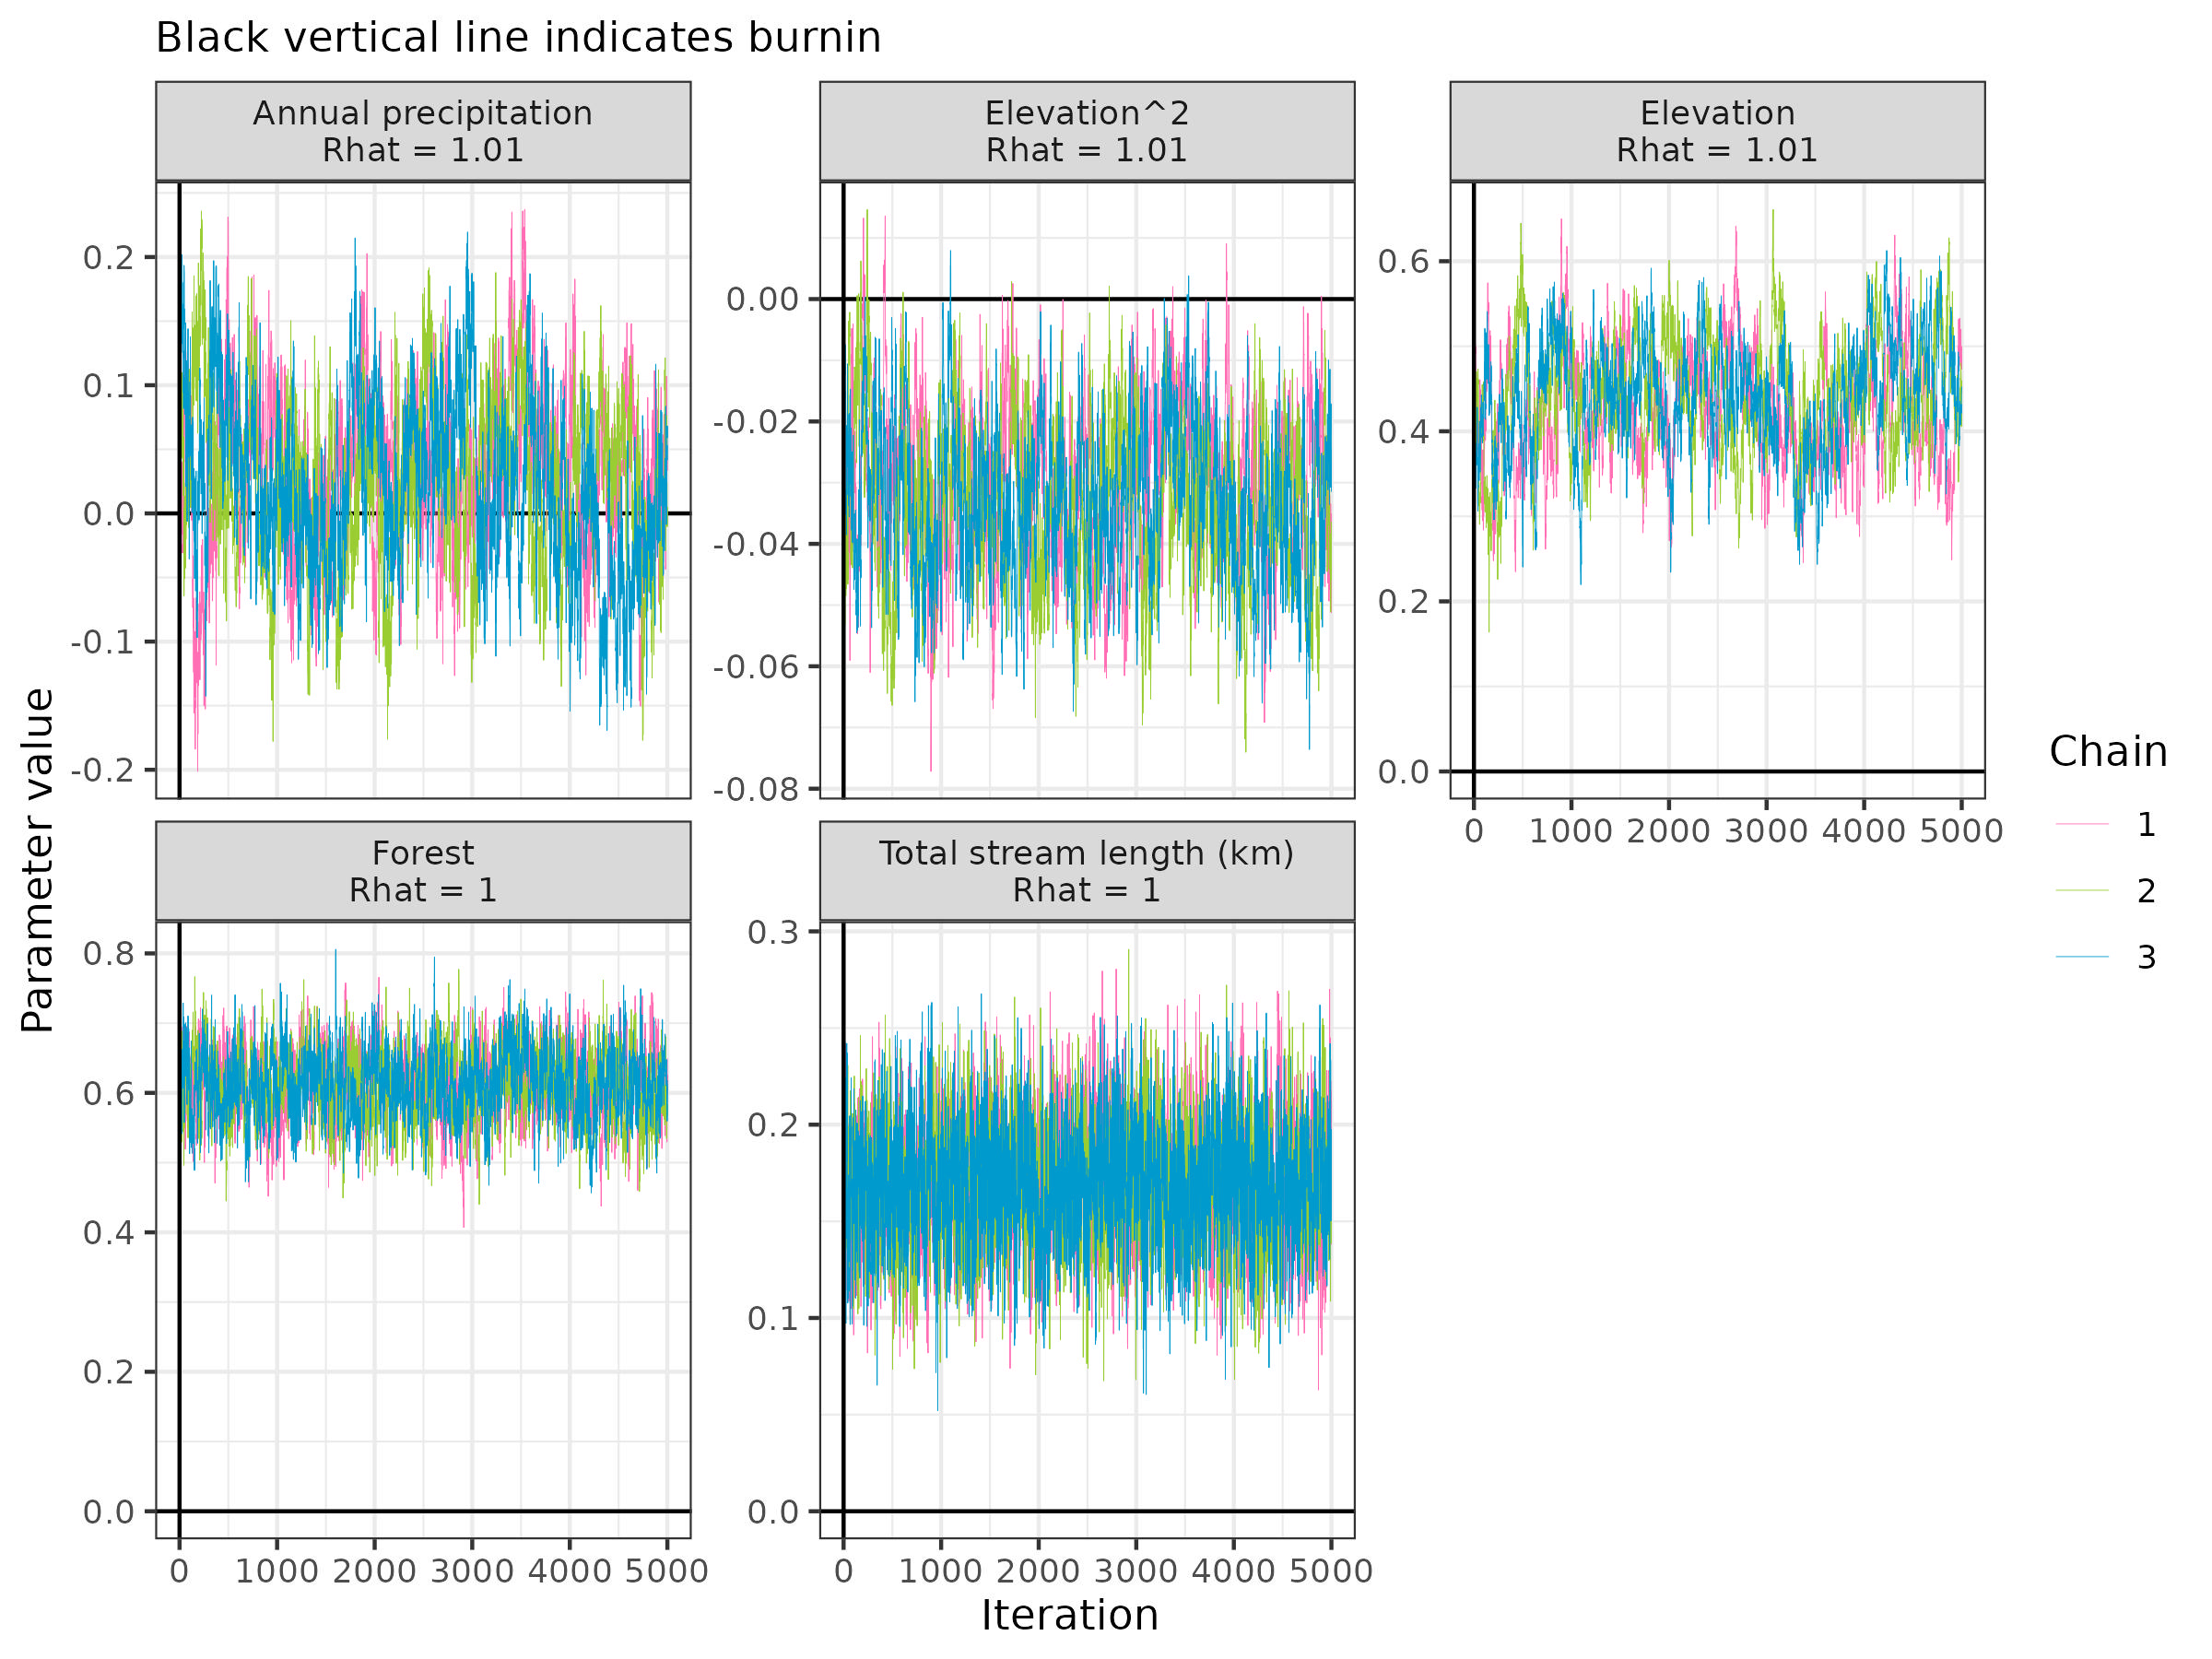 Black vertical line indicates burnin
Annual precipitation
Rhat = 1.01
Elevation^2
Rhat = 1.01
Elevation
Rhat = 1.01
0.2
0.1
0.0
-0.1
-0.2
0.00
-0.02
-0.04
-0.06
-0.08
0.6
0.4
0.2
0.0
0 1000 2000 3000 4000 5000
Forest
Rhat = 1
Total stream length (km)
Rhat = 1
0.8
0.6
0.4
0.2
0.0
0 1000 2000 3000 4000 5000
0.3
0.2
0.1
0.0
0 1000 2000 3000 4000 5000
Parameter value
Iteration
Chain
1
2
3